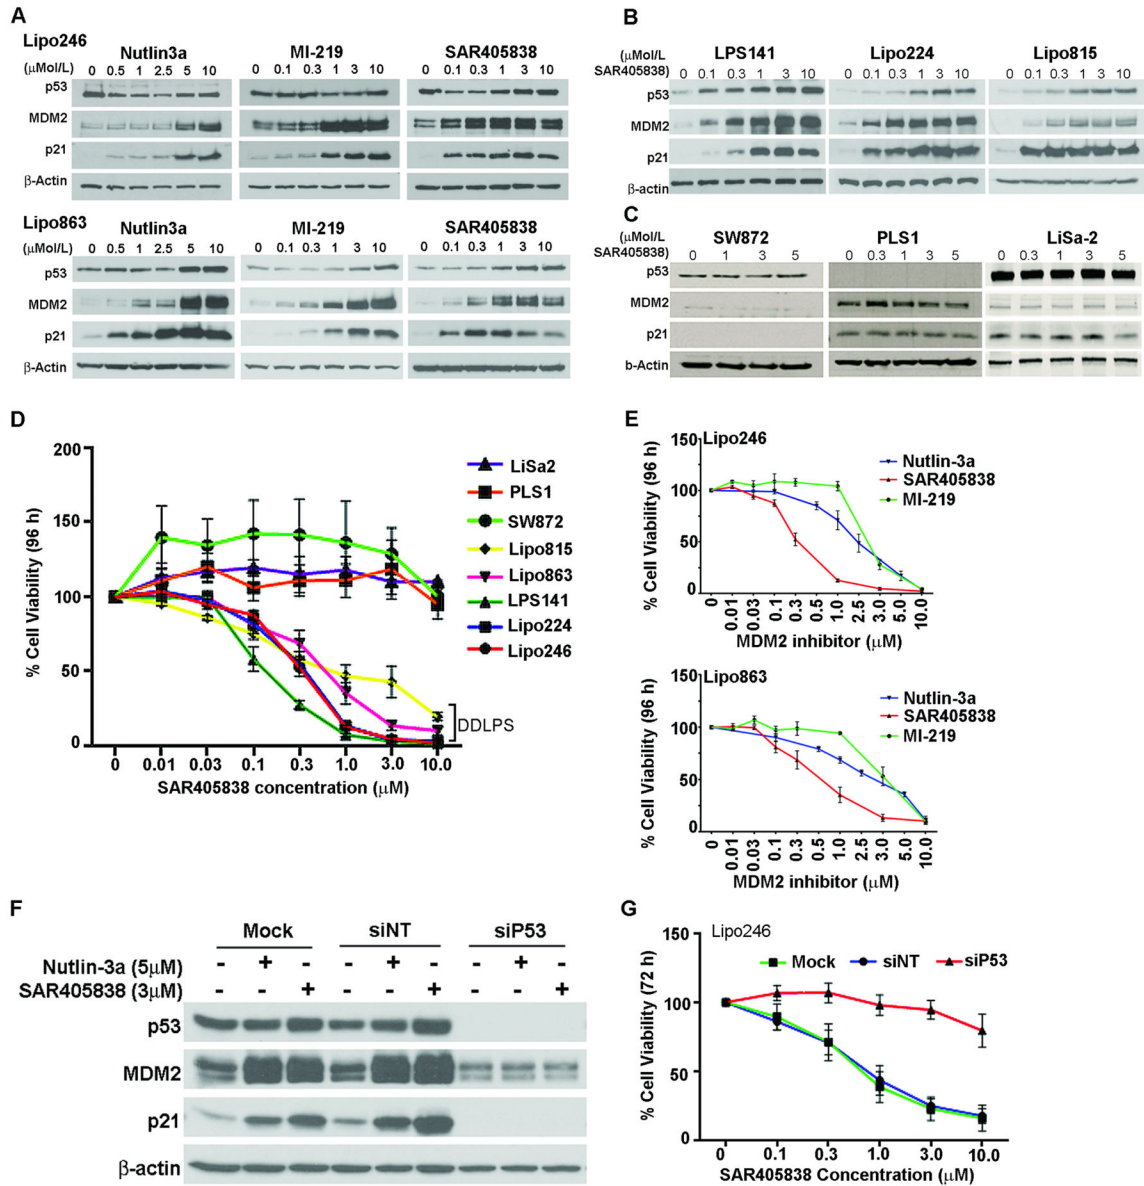 A
Lipo246
Nutlin3a MI-219 SAR405838
(μMol/L) 0 0.5 1 2.5 5 10 0 0.1 0.3 1 3 10 0 0.1 0.3 1 3 10
p53
MDM2
p21
β-Actin
Lipo863
Nutlin3a MI-219 SAR405838
(μMol/L) 0 0.5 1 2.5 5 10 0 0.1 0.3 1 3 10 0 0.1 0.3 1 3 10
p53
MDM2
p21
β-Actin
B
(μMol/L LPS141 Lipo224 Lipo815
SAR405838) 0 0.1 0.3 1 3 10 0 0.1 0.3 1 3 10 0 0.1 0.3 1 3 10
p53
MDM2
p21
β-actin
C
(μMol/L SW872 PLS1 LiSa-2
SAR405838) 0 1 3 5 0 0.3 1 3 5 0 0.3 1 3 5
p53
MDM2
p21
b-Actin
D
% Cell Viability (96 h)
200
150
100
50
0
0 0.01 0.03 0.1 0.3 1.0 3.0 10.0
SAR405838 concentration (μM)
LiSa2
PLS1
SW872
Lipo815
Lipo863
LPS141
Lipo224
Lipo246
DDLPS
E
% Cell Viability (96 h)
150
100
50
0
Lipo246
Nutlin-3a
SAR405838
MI-219
0 0.01 0.03 0.1 0.3 0.5 1.0 2.5 3.0 5.0 10.0
MDM2 inhibitor (μM)
% Cell Viability (96 h)
150
100
50
0
Lipo863
Nutlin-3a
SAR405838
MI-219
0 0.01 0.03 0.1 0.3 0.5 1.0 2.5 3.0 5.0 10.0
MDM2 inhibitor (μM)
F
Mock siNT siP53
Nutlin-3a (5μM) - + - - + - - + -
SAR405838 (3μM) - - + - - + - - +
p53
MDM2
p21
β-actin
G
% Cell Viability (72 h)
150
100
50
0
Lipo246
Mock siNT siP53
0 0.1 0.3 1.0 3.0 10.0
SAR405838 Concentration (μM)